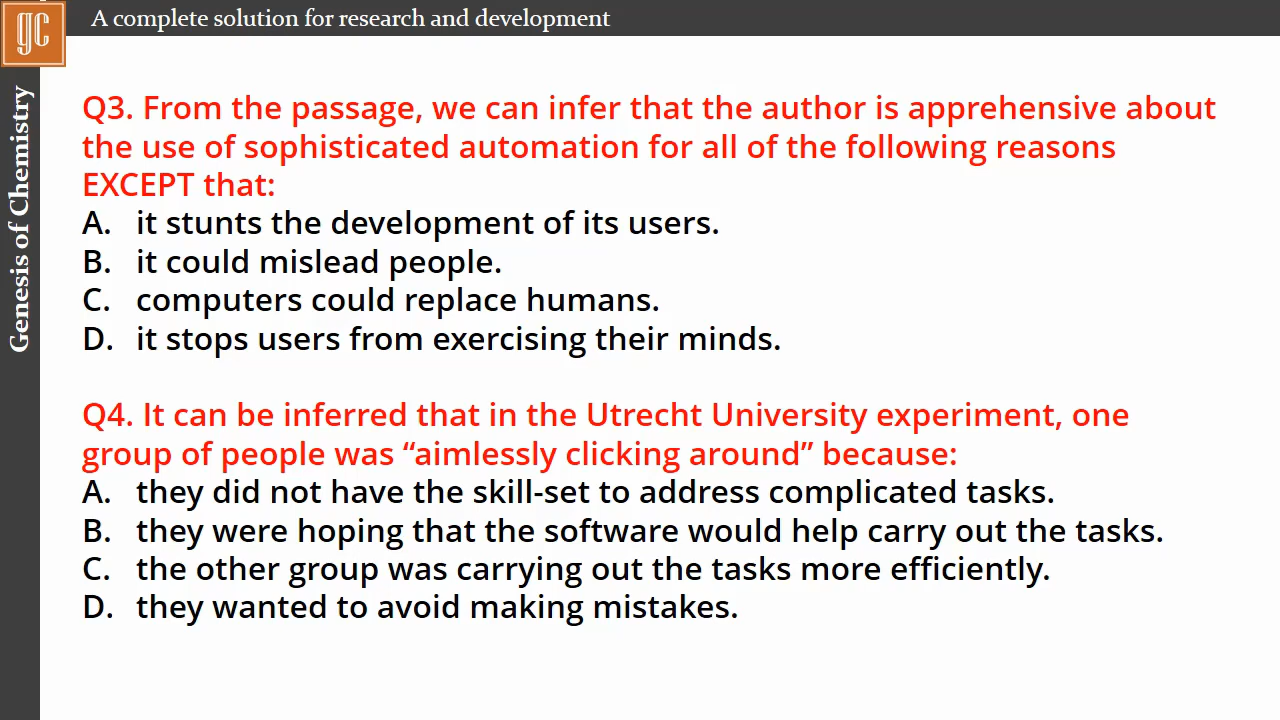 A complete solution for research and development
gc
Genesis of Chemistry
Q3. From the passage, we can infer that the author is apprehensive about
the use of sophisticated automation for all of the following reasons
EXCEPT that:
A. it stunts the development of its users.
B. it could mislead people.
C. computers could replace humans.
D. it stops users from exercising their minds.
Q4. It can be inferred that in the Utrecht University experiment, one
group of people was “aimlessly clicking around” because:
A. they did not have the skill-set to address complicated tasks.
B. they were hoping that the software would help carry out the tasks.
C. the other group was carrying out the tasks more efficiently.
D. they wanted to avoid making mistakes.